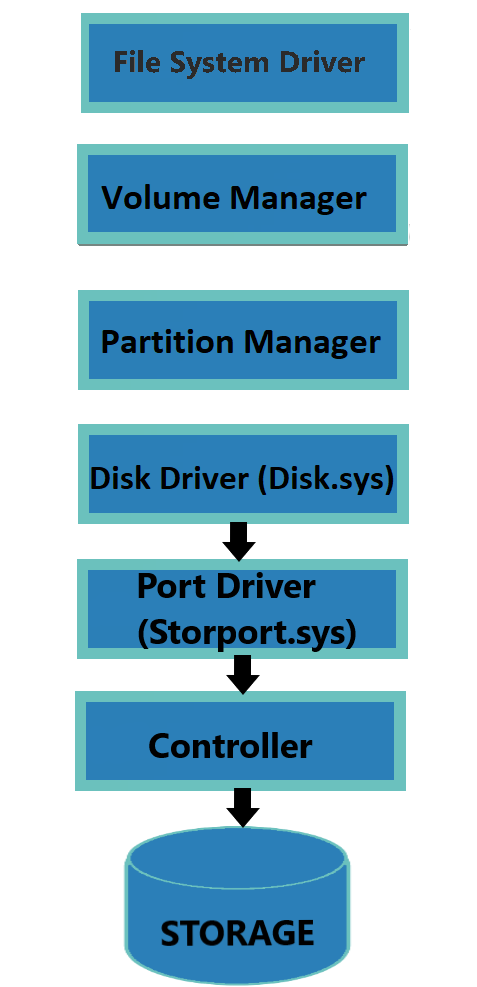 File System Driver
Volume Manager
Partition Manager
Disk Driver (Disk.sys)
Port Driver
(Storport.sys)
Controller
STORAGE